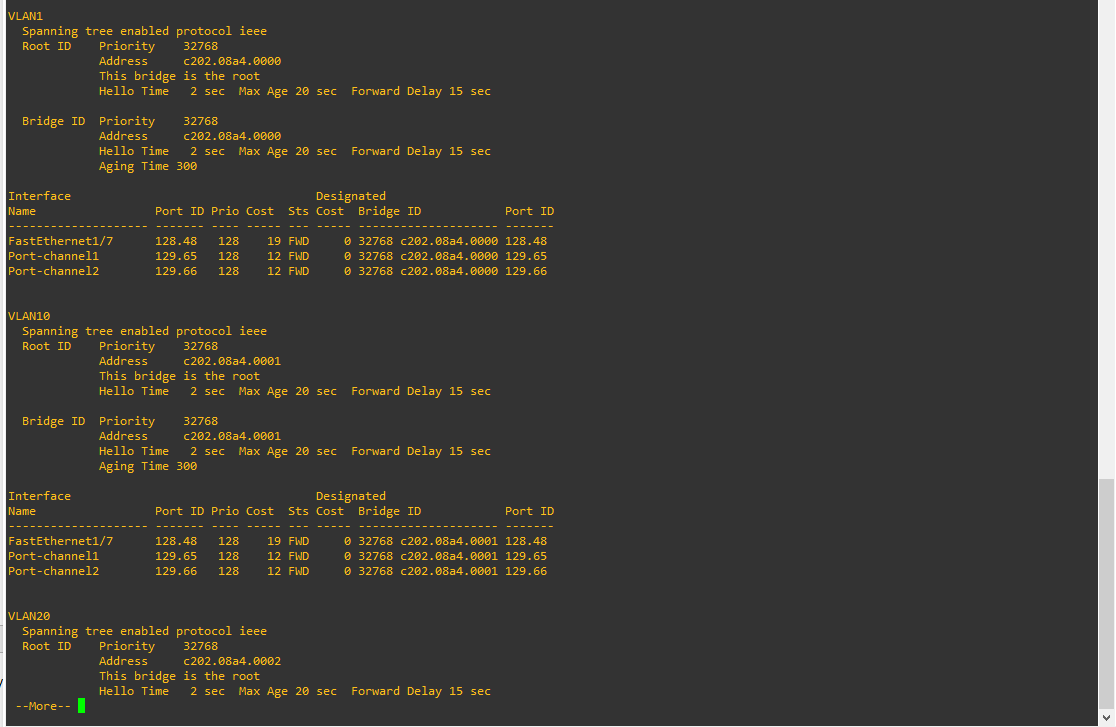 VLAN1
  Spanning tree enabled protocol ieee
  Root ID    Priority    32768
             Address     c202.08a4.0000
             This bridge is the root
             Hello Time   2 sec  Max Age 20 sec  Forward Delay 15 sec

  Bridge ID  Priority    32768
             Address     c202.08a4.0000
             Hello Time   2 sec  Max Age 20 sec  Forward Delay 15 sec
             Aging Time 300

Interface                                   Designated
Name                 Port ID Prio Cost  Sts Cost  Bridge ID            Port ID
-------------------- ------- ---- ----- --- ----- -------------------- -------
FastEthernet1/7      128.48   128    19 FWD     0 32768 c202.08a4.0000 128.48
Port-channel1        129.65   128    12 FWD     0 32768 c202.08a4.0000 129.65
Port-channel2        129.66   128    12 FWD     0 32768 c202.08a4.0000 129.66

VLAN10
  Spanning tree enabled protocol ieee
  Root ID    Priority    32768
             Address     c202.08a4.0001
             This bridge is the root
             Hello Time   2 sec  Max Age 20 sec  Forward Delay 15 sec

  Bridge ID  Priority    32768
             Address     c202.08a4.0001
             Hello Time   2 sec  Max Age 20 sec  Forward Delay 15 sec
             Aging Time 300

Interface                                   Designated
Name                 Port ID Prio Cost  Sts Cost  Bridge ID            Port ID
-------------------- ------- ---- ----- --- ----- -------------------- -------
FastEthernet1/7      128.48   128    19 FWD     0 32768 c202.08a4.0001 128.48
Port-channel1        129.65   128    12 FWD     0 32768 c202.08a4.0001 129.65
Port-channel2        129.66   128    12 FWD     0 32768 c202.08a4.0001 129.66

VLAN20
  Spanning tree enabled protocol ieee
  Root ID    Priority    32768
             Address     c202.08a4.0002
             This bridge is the root
             Hello Time   2 sec  Max Age 20 sec  Forward Delay 15 sec
 --More--